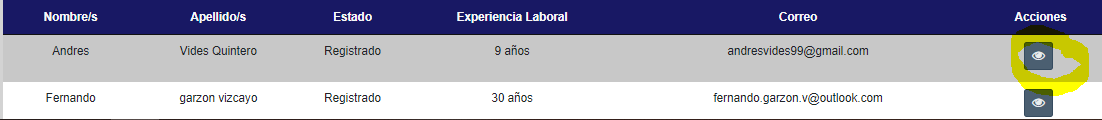 Nombre/s Apellido/s Estado Experiencia Laboral Correo Acciones
Andres Vides Quintero Registrado 9 años andresvides99@gmail.com
Fernando garzon vizcayo Registrado 30 años fernando.garzon.v@outlook.com